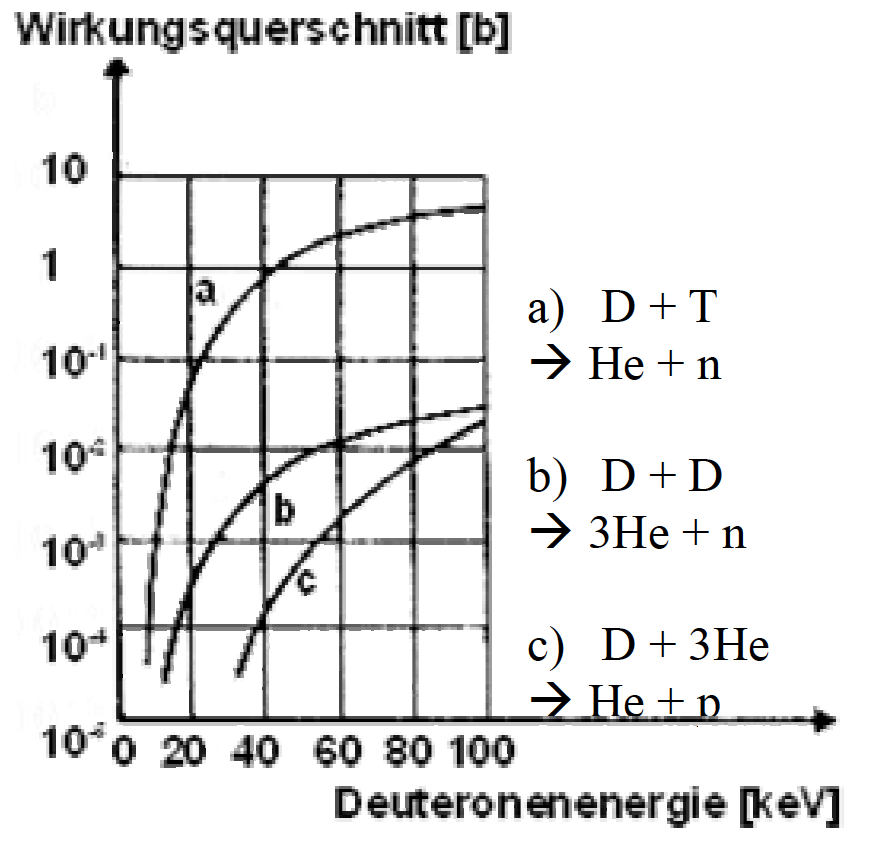 Wirkungsquerschnitt [b]
10
1
10⁻¹
10⁻²
10⁻³
10⁻⁴
10⁻⁵
0 20 40 60 80 100
Deuteronenenergie [keV]
a
b
c
a) D + T
→ He + n
b) D + D
→ 3He + n
c) D + 3He
→ He + p